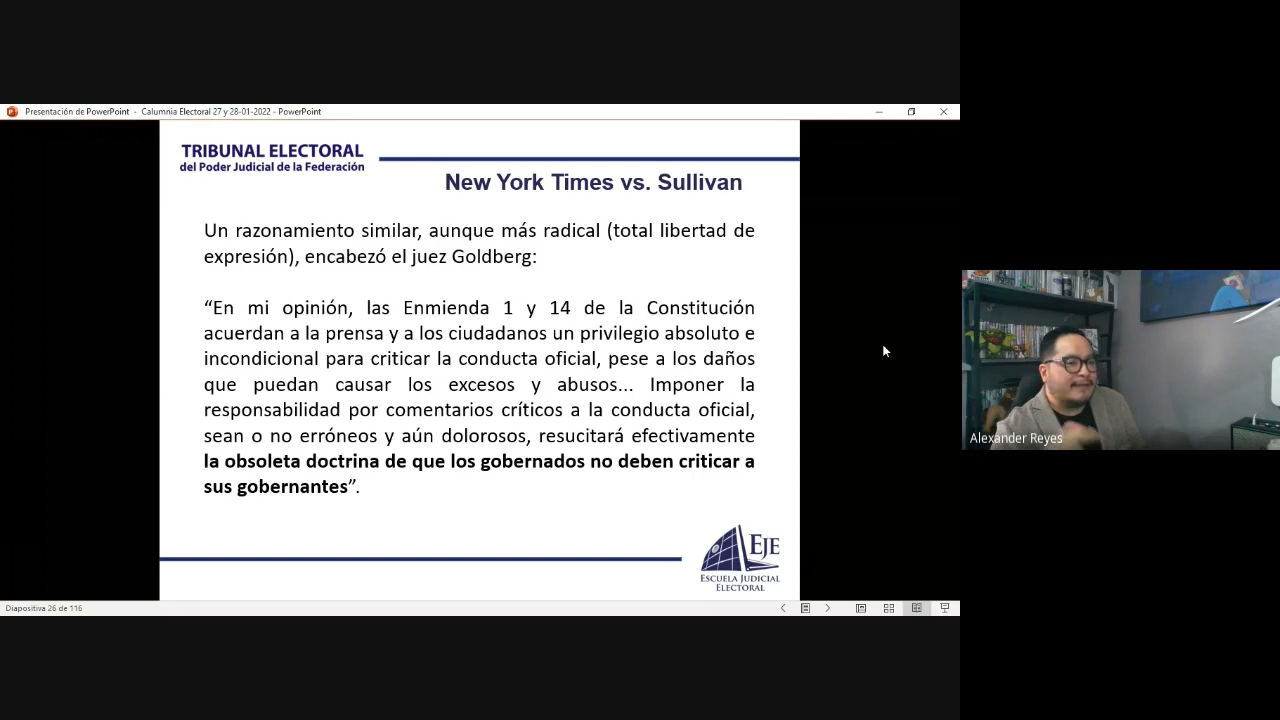 Presentación de PowerPoint - Calumnia Electoral 27 y 28-01-2022 - PowerPoint
TRIBUNAL ELECTORAL
del Poder Judicial de la Federación
New York Times vs. Sullivan
Un razonamiento similar, aunque más radical (total libertad de
expresión), encabezó el juez Goldberg:
“En mi opinión, las Enmienda 1 y 14 de la Constitución
acuerdan a la prensa y a los ciudadanos un privilegio absoluto e
incondicional para criticar la conducta oficial, pese a los daños
que puedan causar los excesos y abusos... Imponer la
responsabilidad por comentarios críticos a la conducta oficial,
sean o no erróneos y aún dolorosos, resucitará efectivamente
la obsoleta doctrina de que los gobernados no deben criticar a
sus gobernantes”.
EJE
ESCUELA JUDICIAL
ELECTORAL
Diapositiva 26 de 116
Alexander Reyes